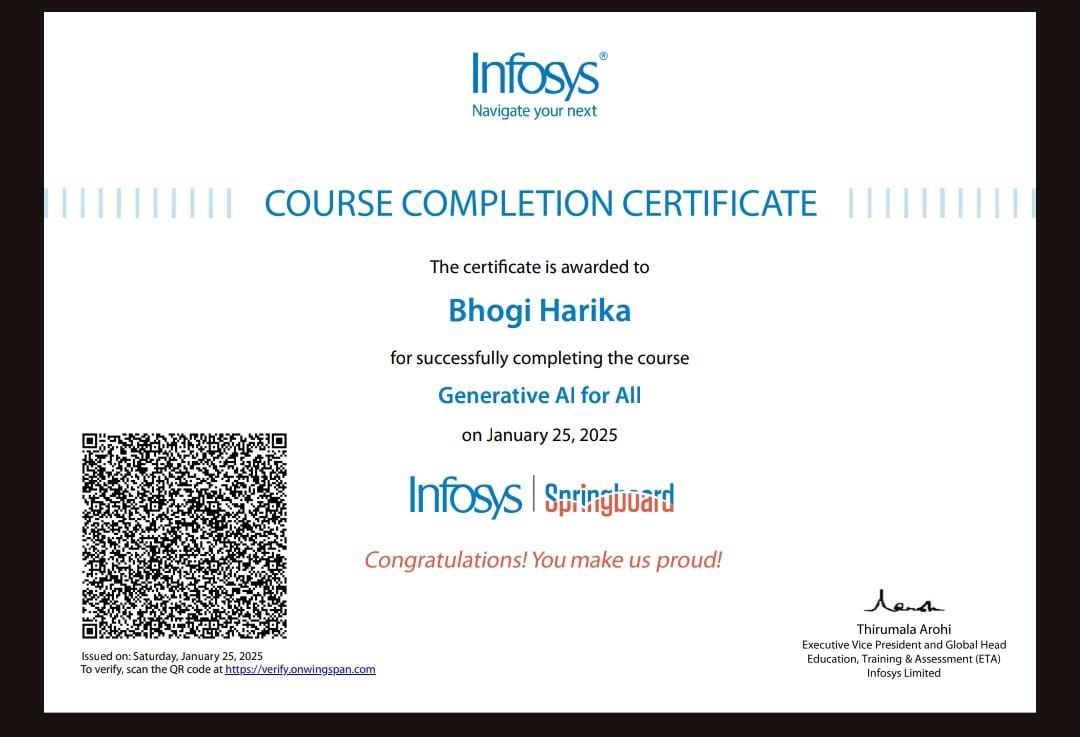 Infosys®
Navigate your next
COURSE COMPLETION CERTIFICATE
The certificate is awarded to
Bhogi Harika
for successfully completing the course
Generative AI for All
on January 25, 2025
Infosys | Springboard
Congratulations! You make us proud!
Issued on: Saturday, January 25, 2025
To verify, scan the QR code at https://verify.onwingspan.com
Thirumala Arohi
Executive Vice President and Global Head
Education, Training & Assessment (ETA)
Infosys Limited